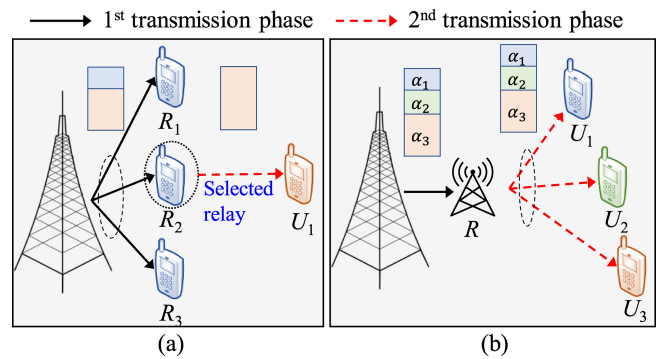 1st transmission phase 2nd transmission phase
(a)
R1
R2
Selected
relay
U1
R3
(b)
α1
α2
α3
α1
α2
α3
R
U1
U2
U3